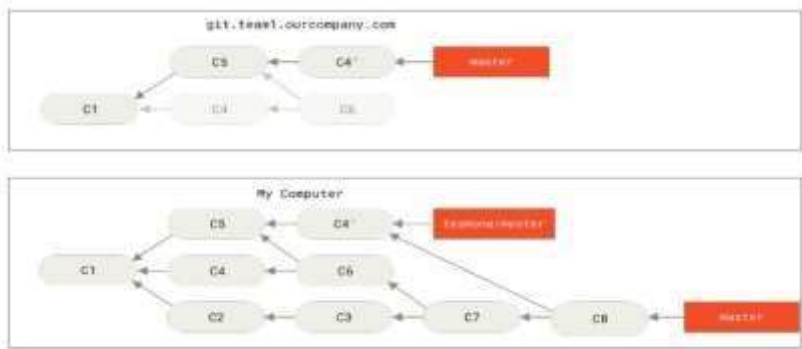 git.team1.ourcompany.com
C5 C4' master
C1 C4 C6
My Computer
C5 C4' teamone/master
C1 C4 C6
C2 C3 C7 C8 master